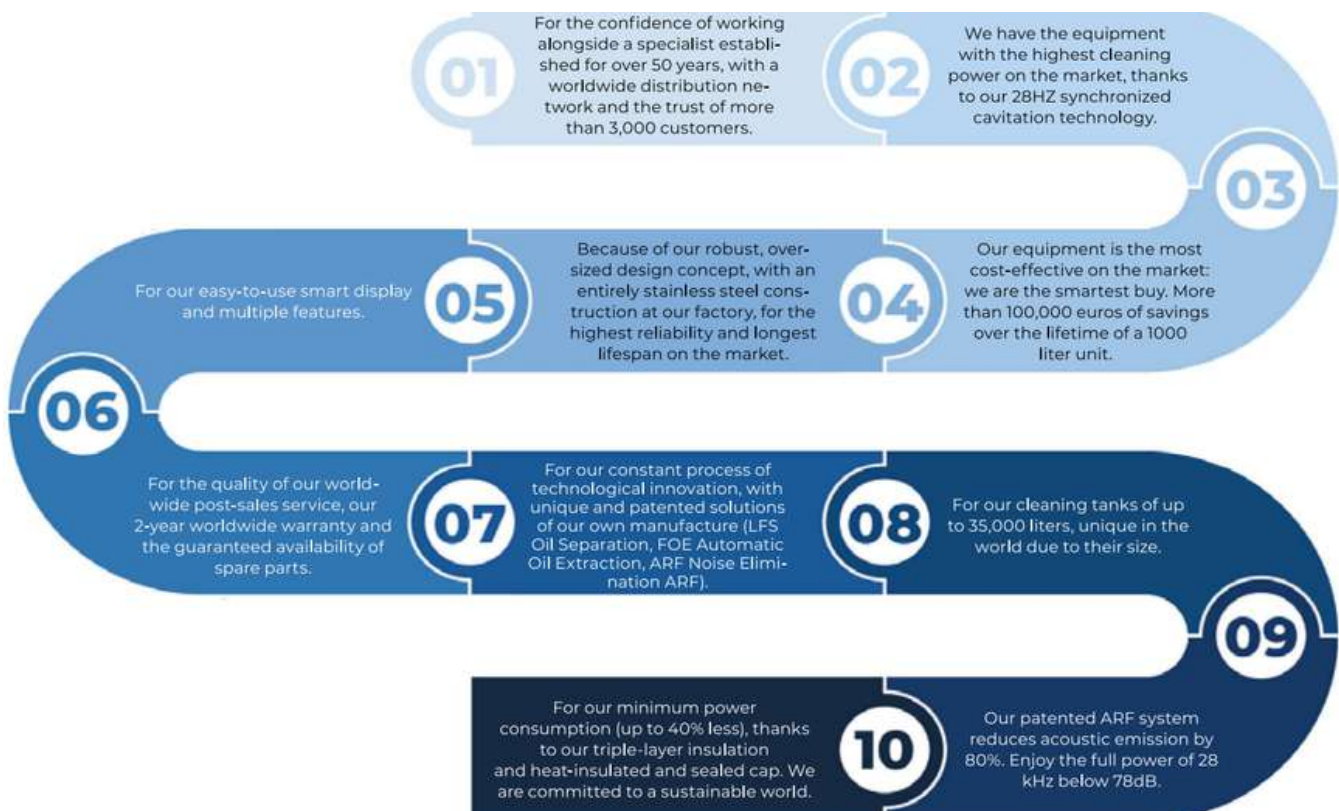 01
For the confidence of working
alongside a specialist establi-
shed for over 50 years, with a
worldwide distribution ne-
twork and the trust of more
than 3,000 customers.
02
We have the equipment
with the highest cleaning
power on the market, thanks
to our 28HZ synchronized
cavitation technology.
03
Our equipment is the most
cost-effective on the market:
we are the smartest buy. More
than 100,000 euros of savings
over the lifetime of a 1000
liter unit.
04
Because of our robust, over-
sized design concept, with an
entirely stainless steel cons-
truction at our factory, for the
highest reliability and longest
lifespan on the market.
05
For our easy-to-use smart display
and multiple features.
06
For the quality of our world-
wide post-sales service, our
2-year worldwide warranty and
the guaranteed availability of
spare parts.
07
For our constant process of
technological innovation, with
unique and patented solutions
of our own manufacture (LFS
Oil Separation, FOE Automatic
Oil Extraction, ARF Noise Elimi-
nation ARF).
08
For our cleaning tanks of up
to 35,000 liters, unique in the
world due to their size.
09
Our patented ARF system
reduces acoustic emission by
80%. Enjoy the full power of 28
kHz below 78dB.
10
For our minimum power
consumption (up to 40% less), thanks
to our triple-layer insulation
and heat-insulated and sealed cap. We
are committed to a sustainable world.